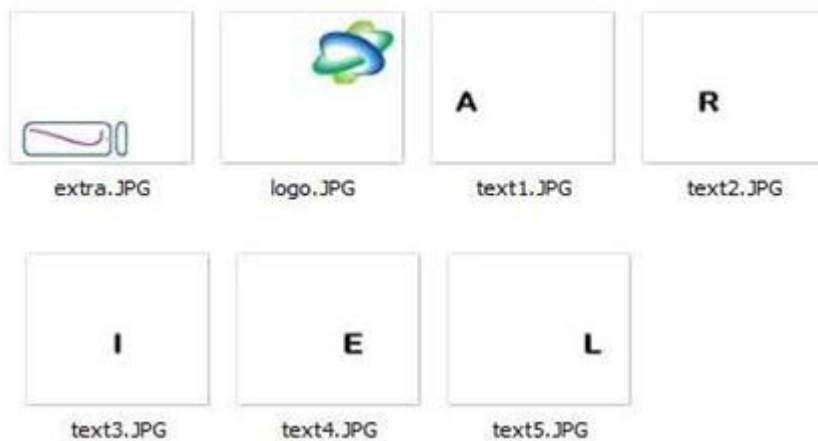 A R
extra.JPG logo.JPG text1.JPG text2.JPG
I E L
text3.JPG text4.JPG text5.JPG